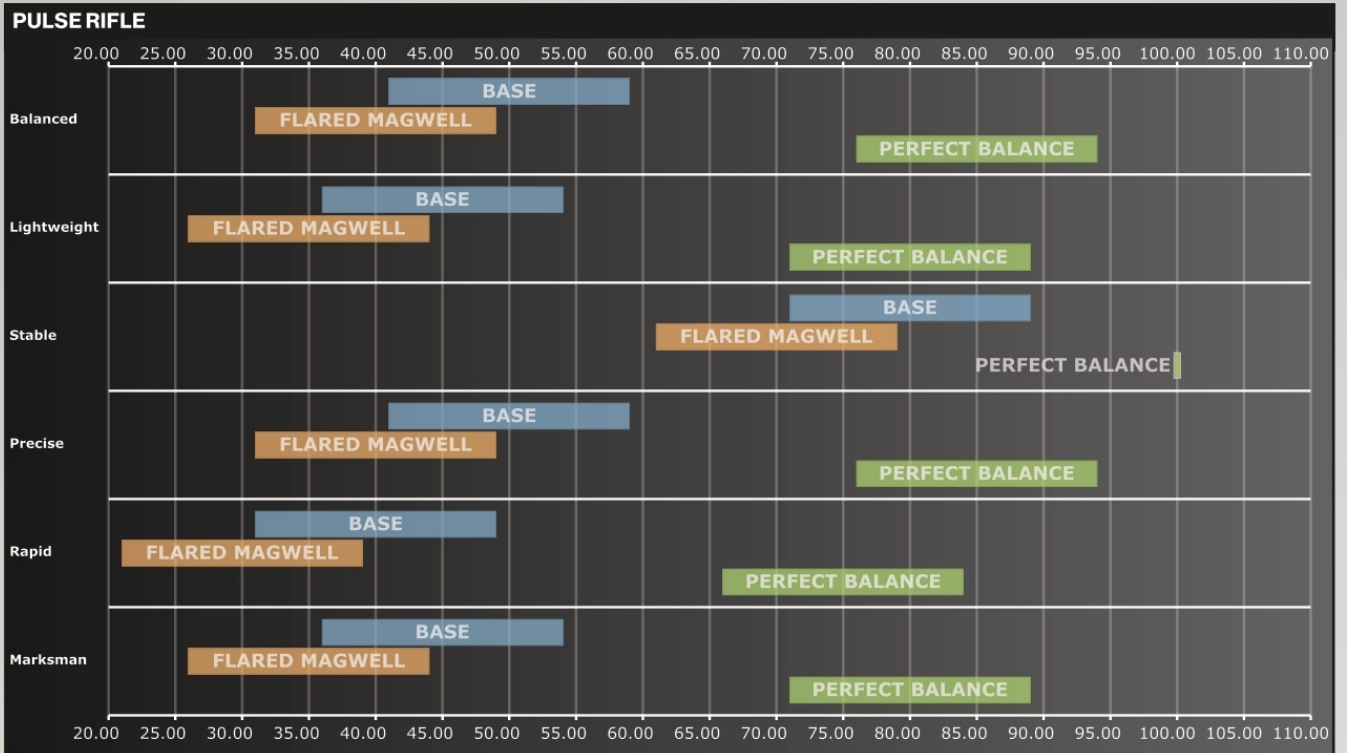 PULSE RIFLE
20.00 25.00 30.00 35.00 40.00 45.00 50.00 55.00 60.00 65.00 70.00 75.00 80.00 85.00 90.00 95.00 100.00 105.00 110.00
BASE
Balanced FLARED MAGWELL
PERFECT BALANCE
BASE
Lightweight FLARED MAGWELL
PERFECT BALANCE
BASE
Stable FLARED MAGWELL
PERFECT BALANCE
BASE
Precise FLARED MAGWELL
PERFECT BALANCE
BASE
Rapid FLARED MAGWELL
PERFECT BALANCE
BASE
Marksman FLARED MAGWELL
PERFECT BALANCE
20.00 25.00 30.00 35.00 40.00 45.00 50.00 55.00 60.00 65.00 70.00 75.00 80.00 85.00 90.00 95.00 100.00 105.00 110.00